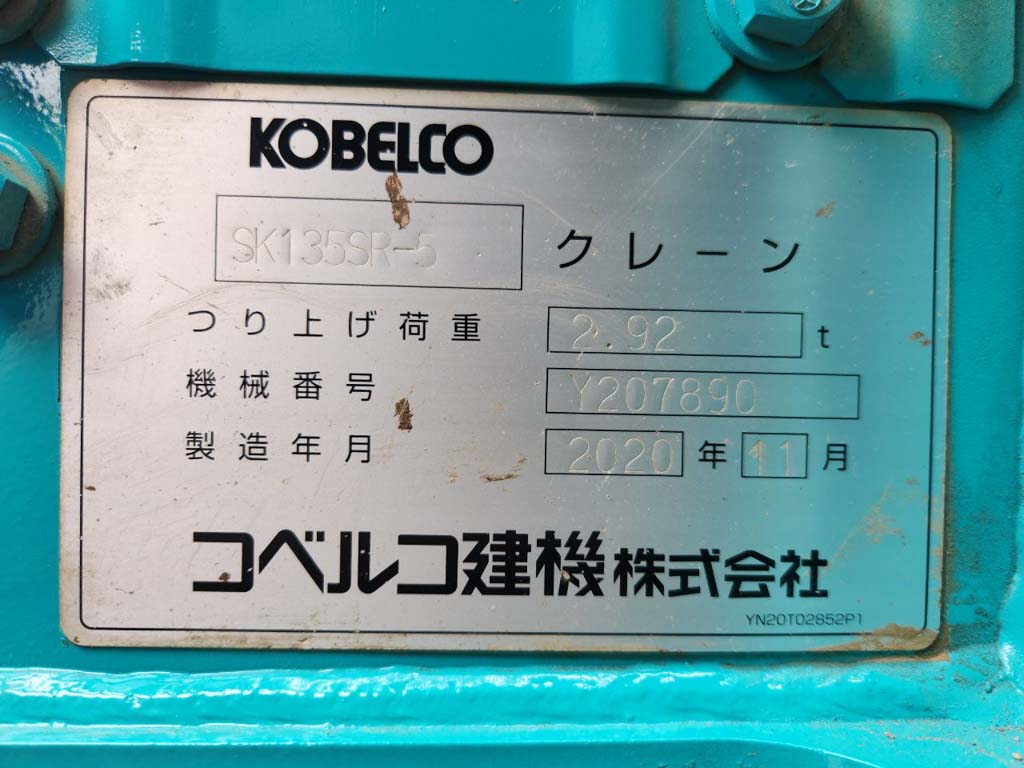 KOBELCO
SK135SR-5 クレーン
つり上げ荷重 2.92 t
機械番号 Y207890
製造年月 2020 年 11 月
コベルコ建機株式会社
YN20T02852P1